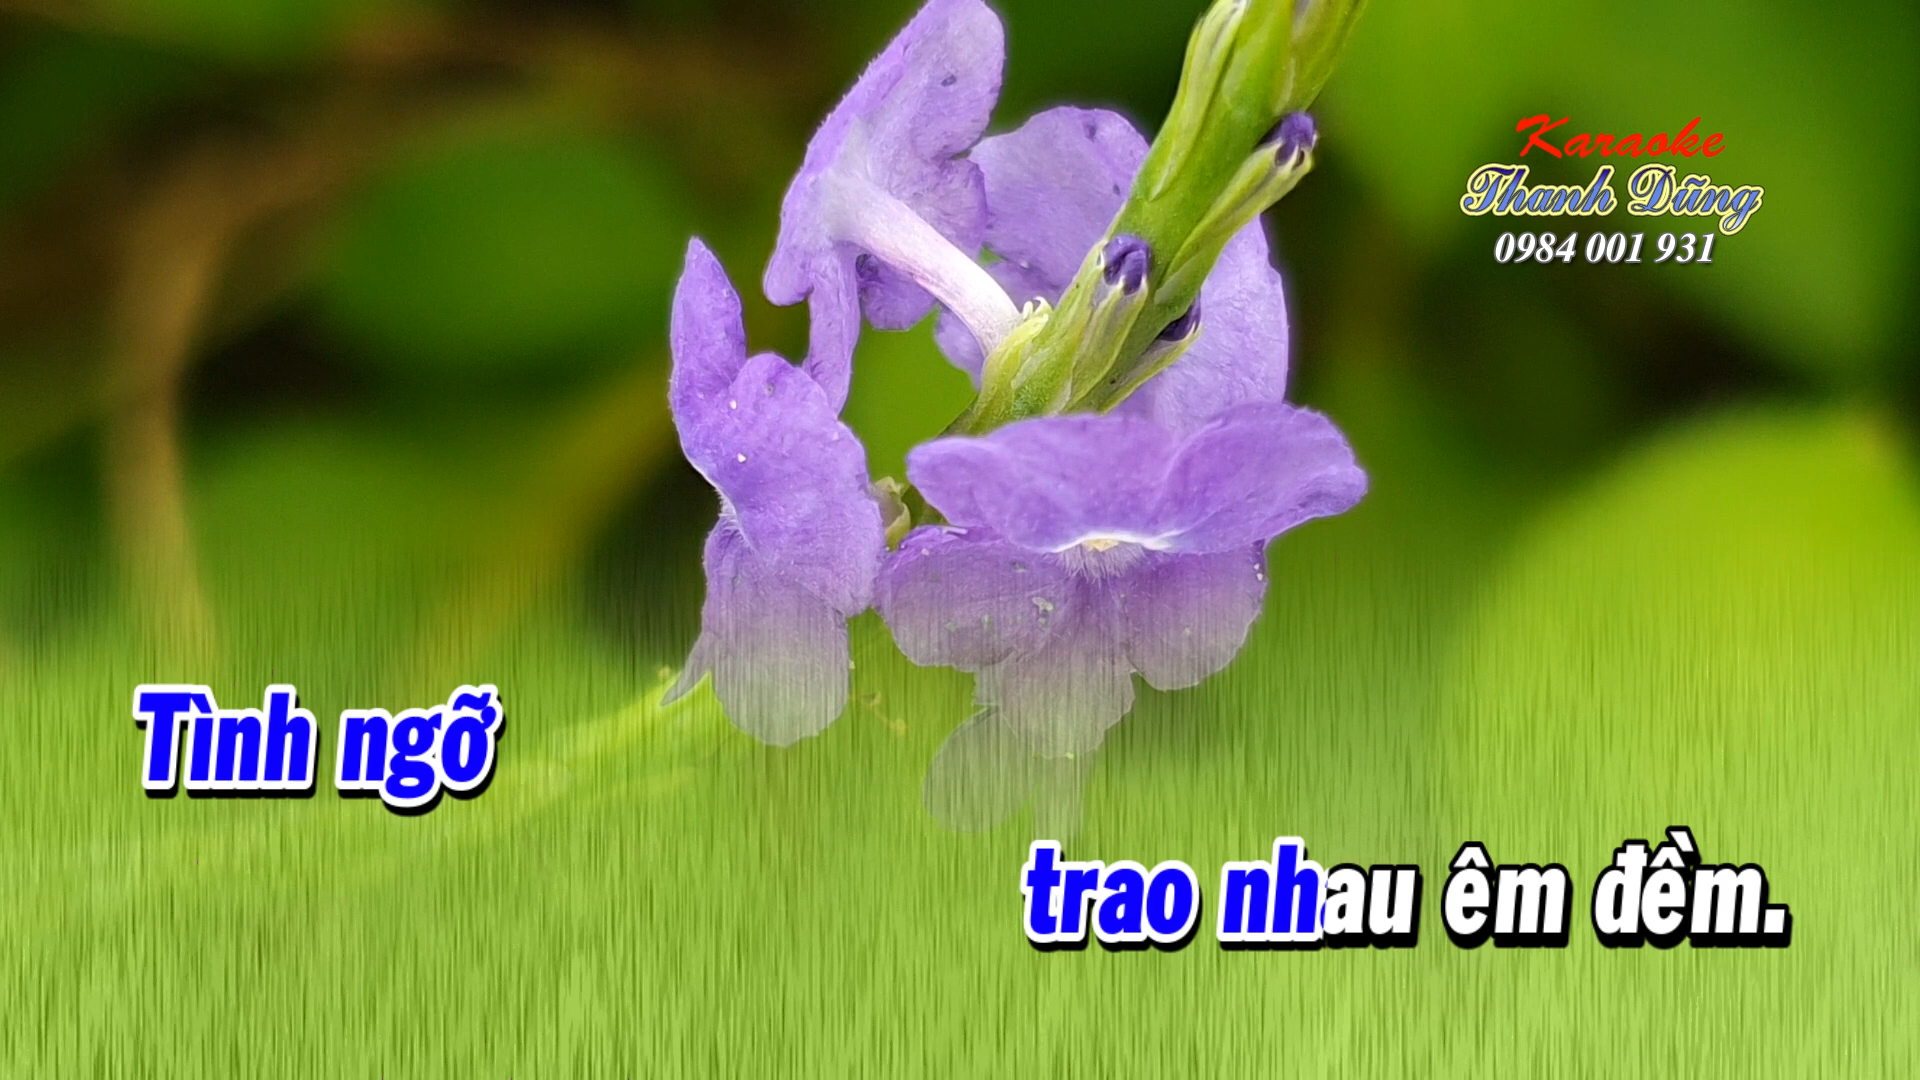 Karaoke
Thanh Dũng
0984 001 931
Tình ngỡ
trao nhau êm đềm.